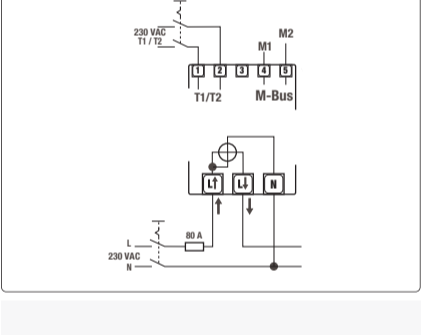 230 VAC
T1 / T2
M2
M1
1 2 3 4 5
T1/T2
M-Bus
L↑ L↓ N
80 A
L
230 VAC
N